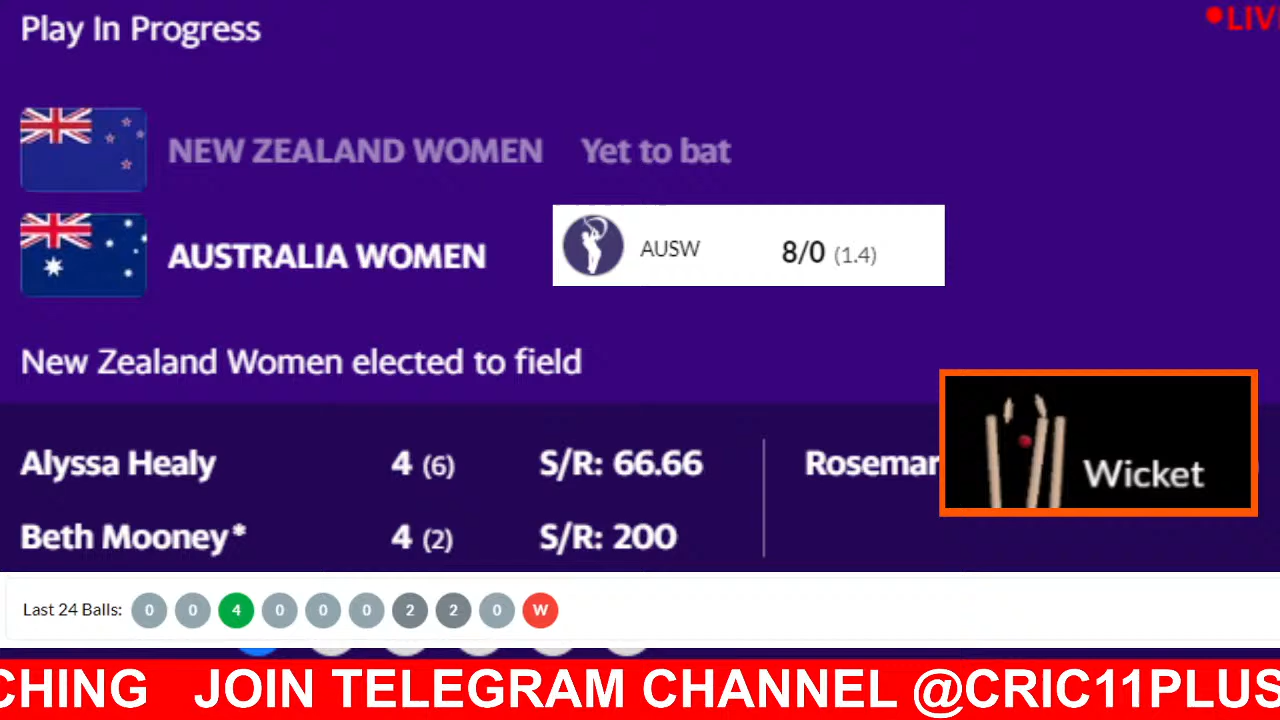 Play In Progress
LIV
NEW ZEALAND WOMEN Yet to bat
AUSTRALIA WOMEN AUSW 8/0 (1.4)
New Zealand Women elected to field
Alyssa Healy 4 (6) S/R: 66.66 Rosemar
Wicket
Beth Mooney* 4 (2) S/R: 200
Last 24 Balls: 0 0 4 0 0 0 2 2 0 W
CHING JOIN TELEGRAM CHANNEL @CRIC11PLUS